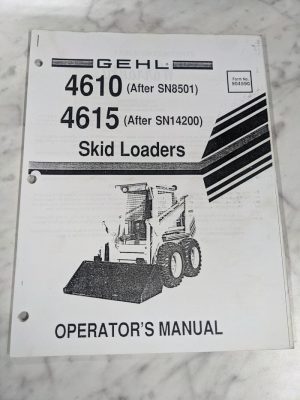 GEHL
Form No.
4610 (After SN8501)
4615 (After SN14200)
Skid Loaders
OPERATOR'S MANUAL